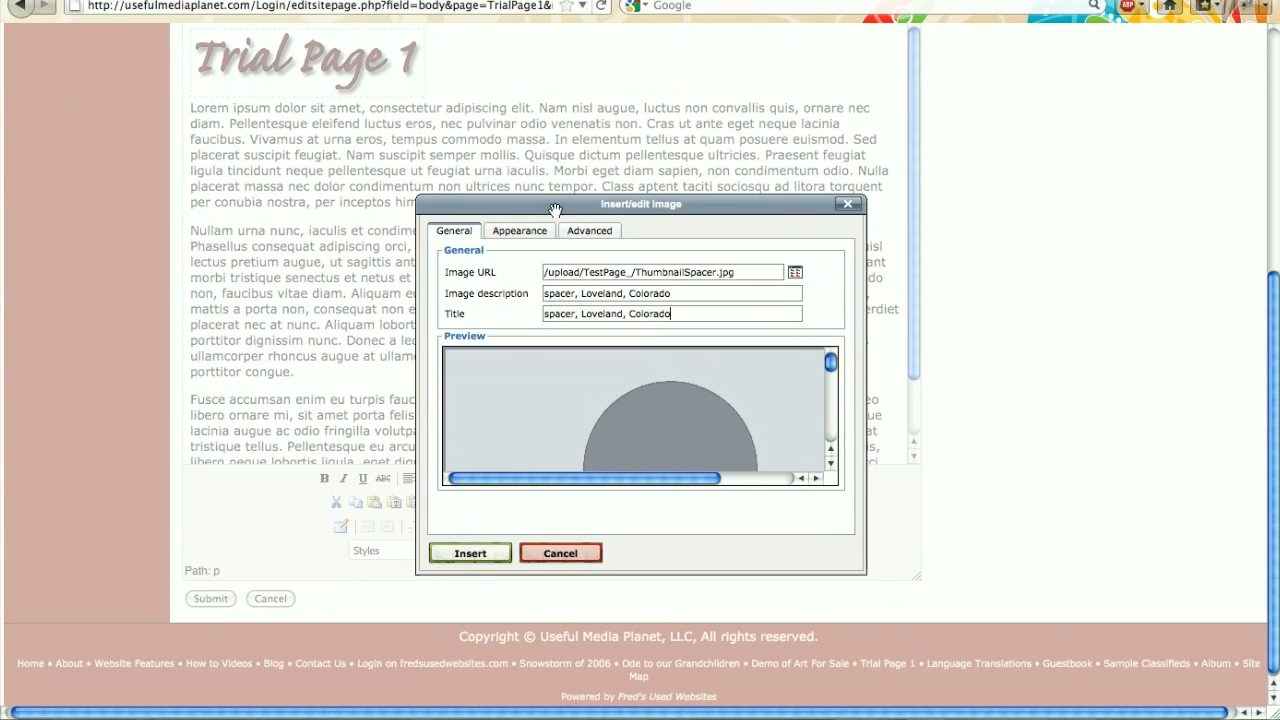 http://usefulmediaplanet.com/Login/editsitepage.php?field=body&page=TrialPage1&
Google
ABP
Trial Page 1
Lorem ipsum dolor sit amet, consectetur adipiscing elit. Nam nisl augue, luctus non convallis quis, ornare nec
diam. Pellentesque eleifend luctus eros, nec pulvinar odio venenatis non. Cras ut ante eget neque lacinia
faucibus. Vivamus at urna eros, tempus commodo massa. In elementum tellus at quam posuere euismod. Sed
placerat suscipit feugiat. Nam suscipit semper mollis. Quisque dictum pellentesque ultricies. Praesent feugiat
ligula tincidunt neque pellentesque ut feugiat urna iaculis. Morbi eget diam sapien, non condimentum odio. Nulla
placerat massa nec dolor condimentum non ultrices nunc tempor. Class aptent taciti sociosqu ad litora torquent
per conubia nostra, per inceptos
Nullam urna nunc, iaculis et condime
Phasellus consequat adipiscing orci,
lectus pretium augue, ut sagittis ant
morbi tristique senectus et netus et
non, faucibus vitae diam. Aliquam e
mattis a porta non, consequat non e
porttitor vestibulum
porttitor dignissim nunc. Donec a leo
ullamcorper rhoncus augue at ullam
porttitor congue.
Fusce accumsan enim eu turpis fauc
libero ornare mi, sit amet porta felis
lacinia augue ac odio fringilla volutp
tristique tellus. Pellentesque eu arcu
libero neque lobortis ligula, eget diam
Insert/edit image
General Appearance Advanced
General
Image URL /upload/TestPage_/ThumbnailSpacer.jpg
Image description spacer, Loveland, Colorado
Title spacer, Loveland, Colorado
Preview
Insert Cancel
B I U ABC
Styles
Path: p
Submit Cancel
Copyright © Useful Media Planet, LLC, All rights reserved.
Home • About • Website Features • How to Videos • Blog • Contact Us • Login on fredsusedwebsites.com • Snowstorm of 2006 • Ode to our Grandchildren • Demo of Art For Sale • Trial Page 1 • Language Translations • Guestbook • Sample Classifieds • Album • Site
Map
Powered by Fred's Used Websites